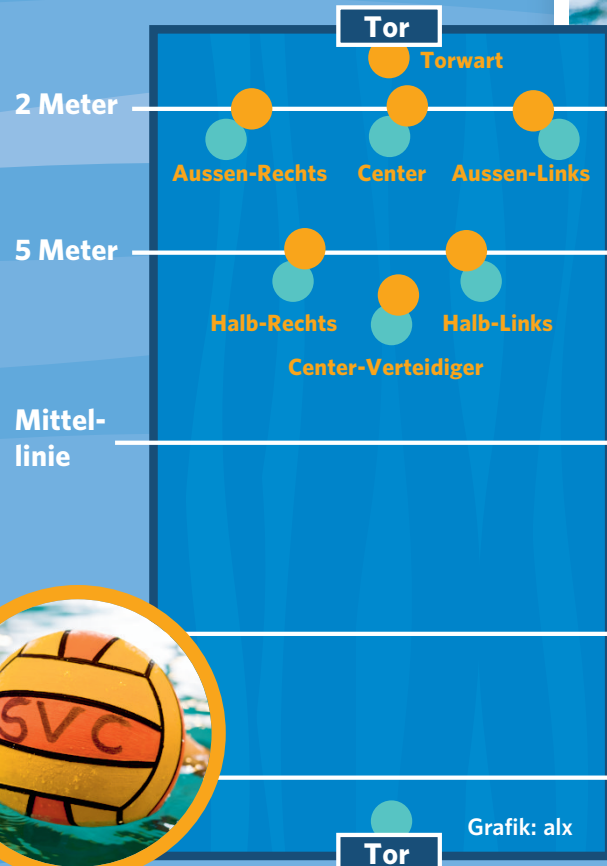 Tor
Torwart
2 Meter
Aussen-Rechts Center Aussen-Links
5 Meter
Halb-Rechts Halb-Links
Center-Verteidiger
Mittel-
linie
SVC
Grafik: alx
Tor